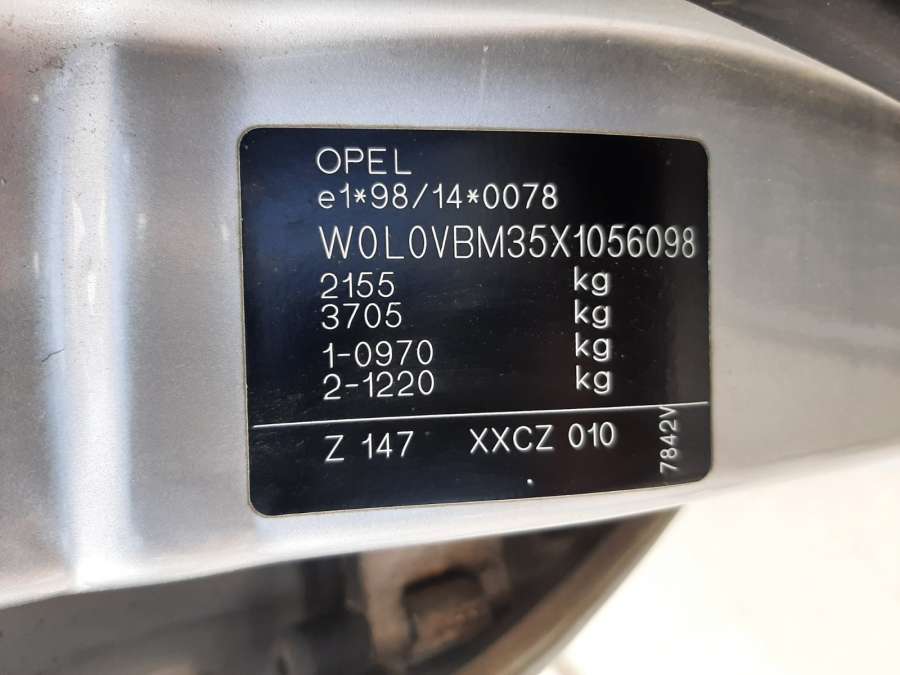 OPEL
e1*98/14*0078
W0L0VBM35X1056098
2155 kg
3705 kg
1-0970 kg
2-1220 kg
Z 147 XXCZ 010
7842V